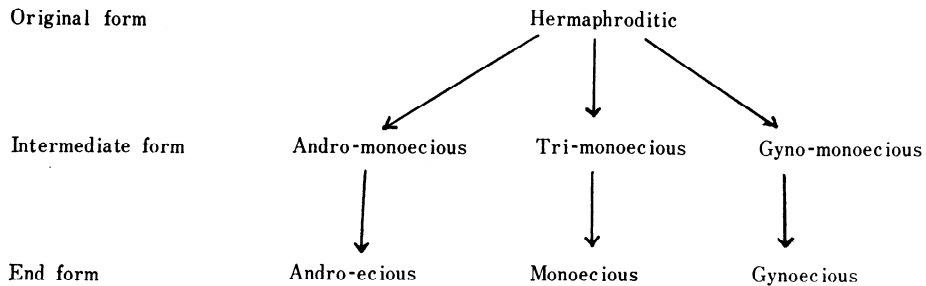 Original form Hermaphroditic
Intermediate form Andro-monoecious Tri-monoecious Gyno-monoecious
End form Andro-ecious Monoecious Gynoecious